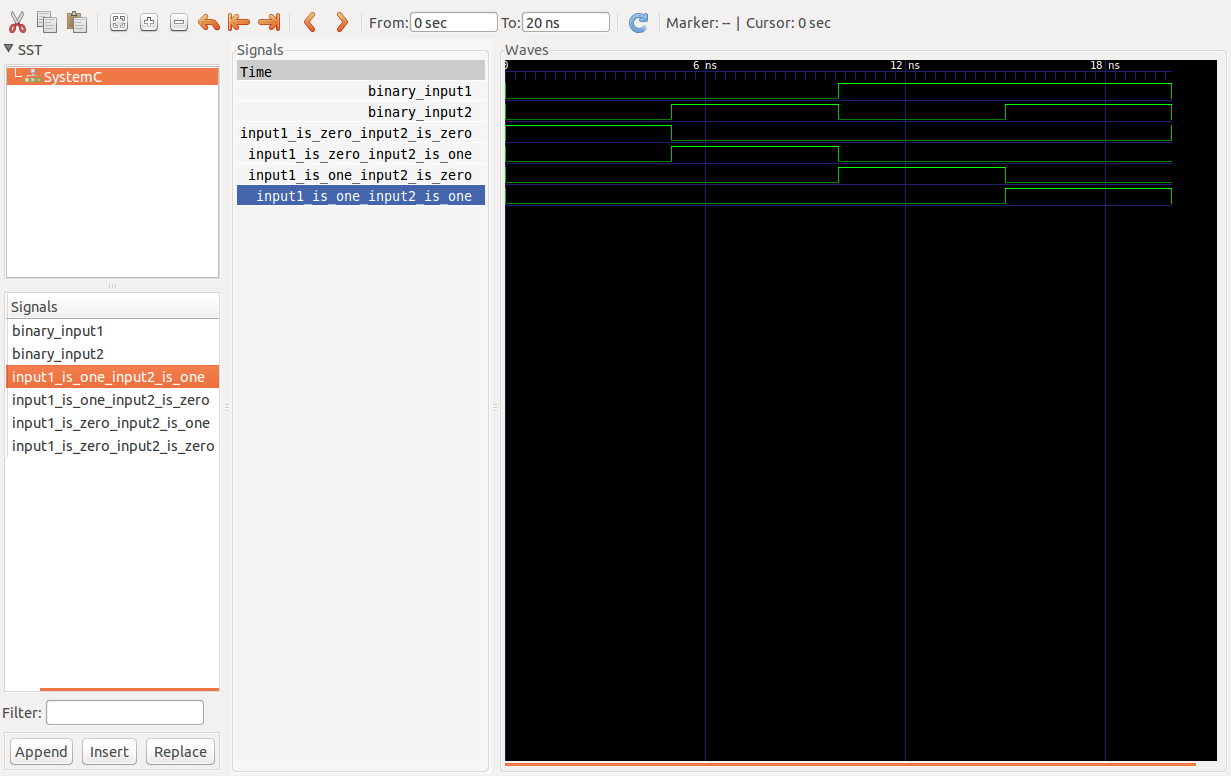 From: 0 sec To: 20 ns Marker: -- | Cursor: 0 sec
SST
SystemC
Signals
binary_input1
binary_input2
input1_is_one_input2_is_one
input1_is_one_input2_is_zero
input1_is_zero_input2_is_one
input1_is_zero_input2_is_zero
Filter:
Append Insert Replace
Signals
Time
binary_input1
binary_input2
input1_is_zero_input2_is_zero
input1_is_zero_input2_is_one
input1_is_one_input2_is_zero
input1_is_one_input2_is_one
Waves
0 6 ns 12 ns 18 ns